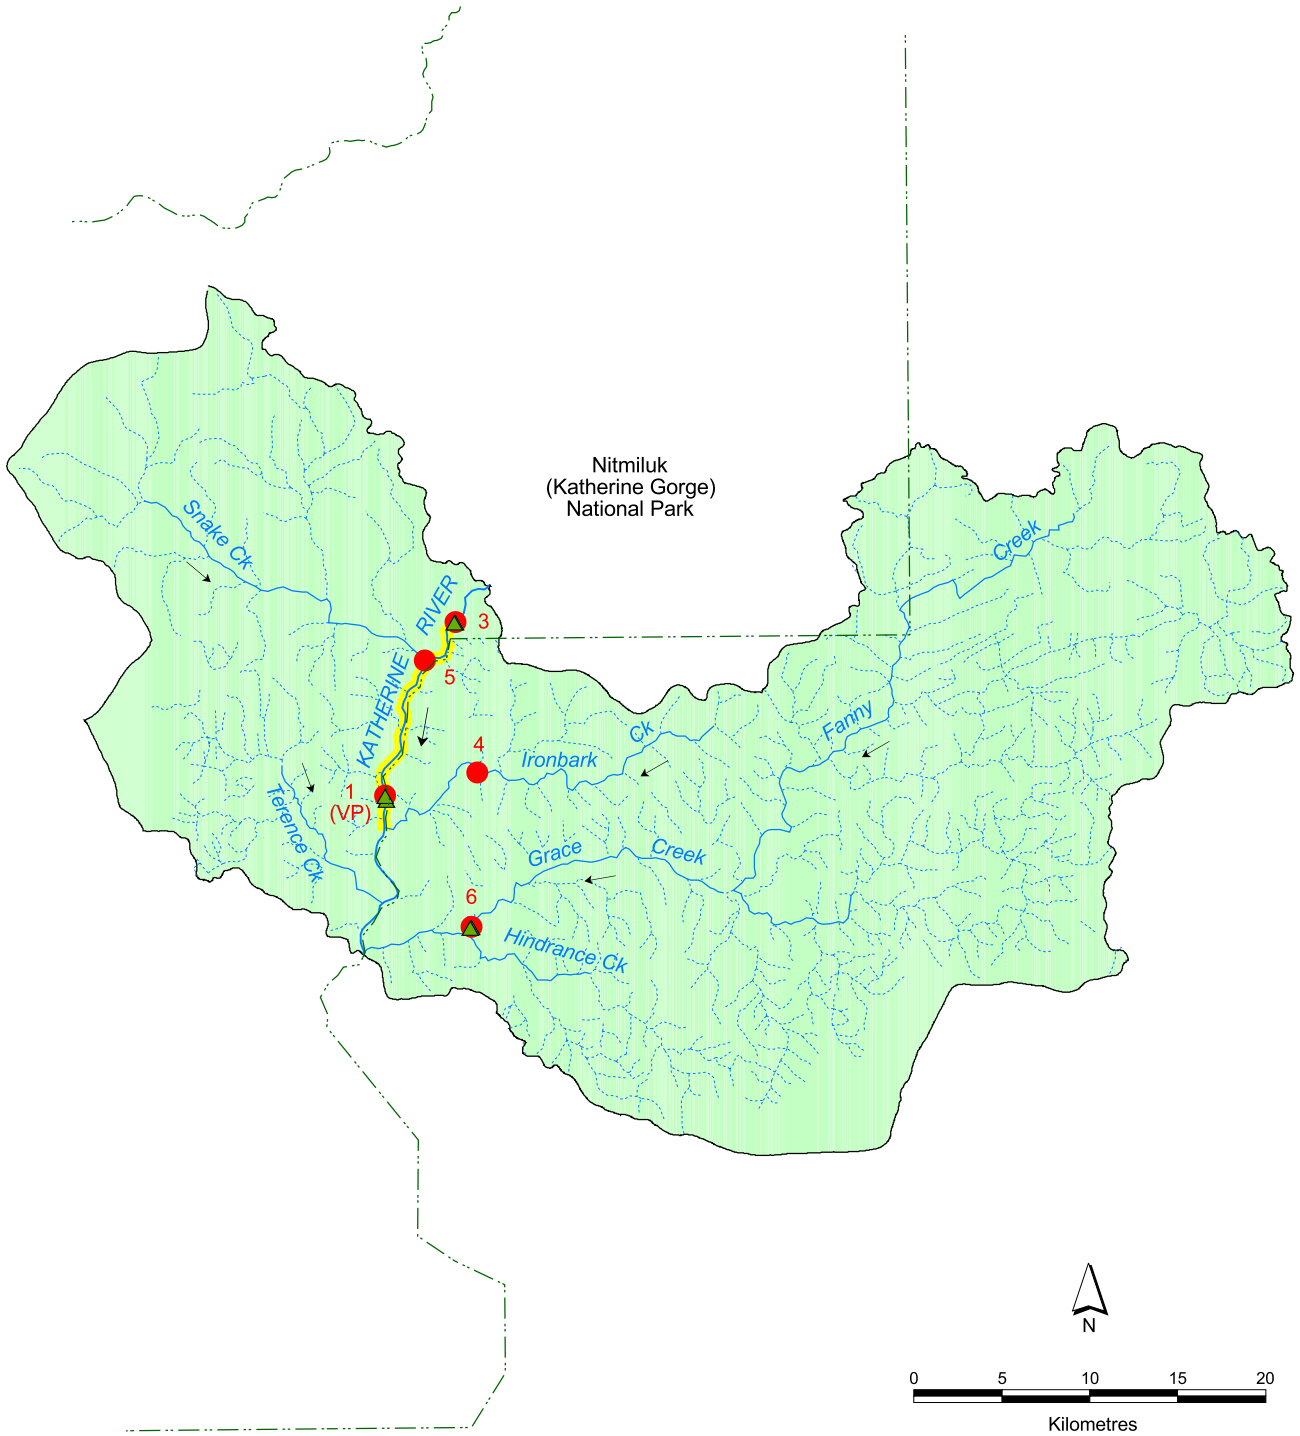 Nitmiluk
(Katherine Gorge)
National Park
Snake Ck
Creek
KATHERINE RIVER
3
5
Fanny
Ck
Ironbark
4
1
(VP)
Terence Ck
Grace
Creek
6
Hindrance Ck
N
0 5 10 15 20
Kilometres